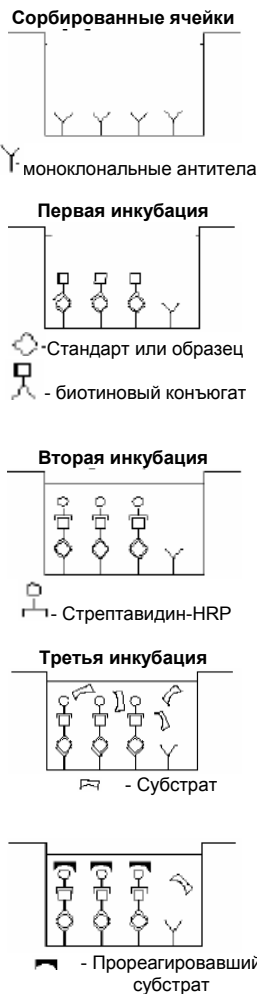 Сорбированные ячейки
моноклональные антитела
Первая инкубация
-Стандарт или образец
- биотиновый конъюгат
Вторая инкубация
- Стрептавидин-HRP
Третья инкубация
- Субстрат
- Прореагировавший
субстрат